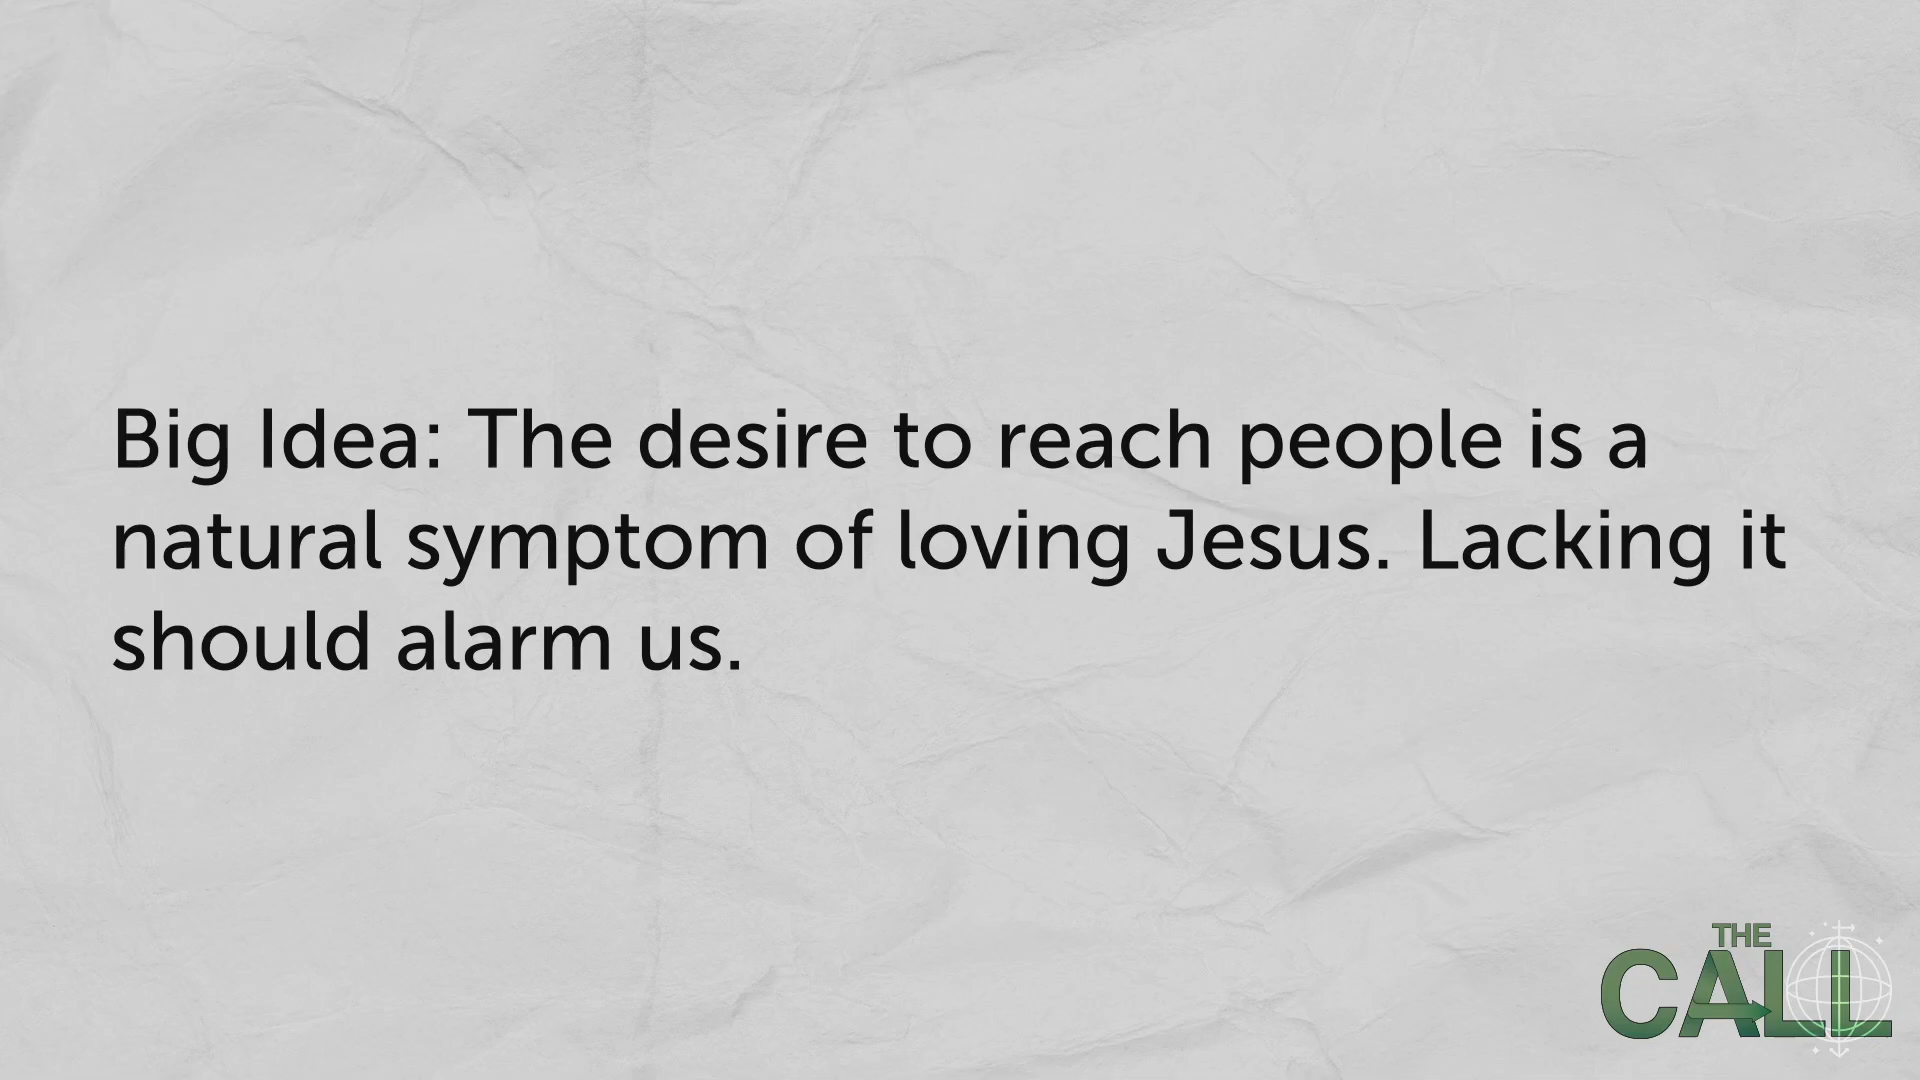 Big Idea: The desire to reach people is a
natural symptom of loving Jesus. Lacking it
should alarm us.
THE
CALL